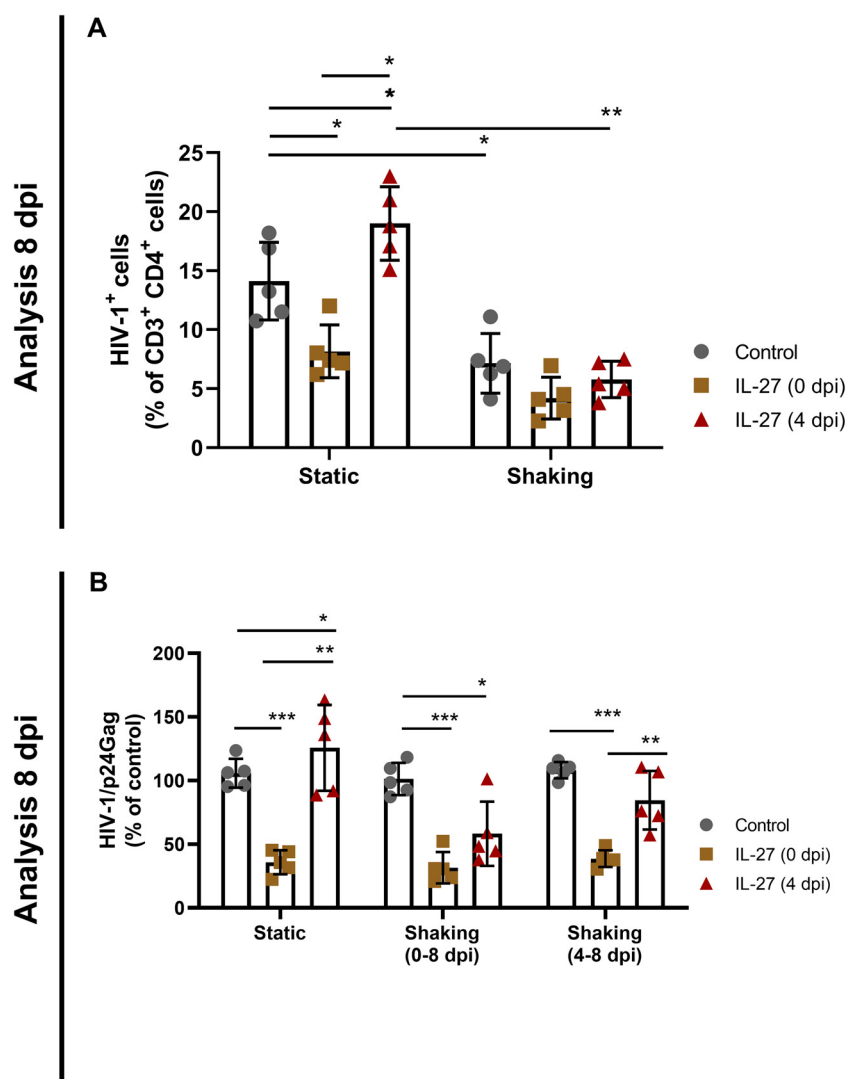 A
Analysis 8 dpi
HIV-1⁺ cells
(% of CD3⁺ CD4⁺ cells)
*
*
*
**
*
25
20
15
10
5
0
Static
Shaking
Control
IL-27 (0 dpi)
IL-27 (4 dpi)
B
Analysis 8 dpi
HIV-1/p24Gag
(% of control)
*
**
***
*
***
***
**
200
150
100
50
0
Static
Shaking
(0-8 dpi)
Shaking
(4-8 dpi)
Control
IL-27 (0 dpi)
IL-27 (4 dpi)